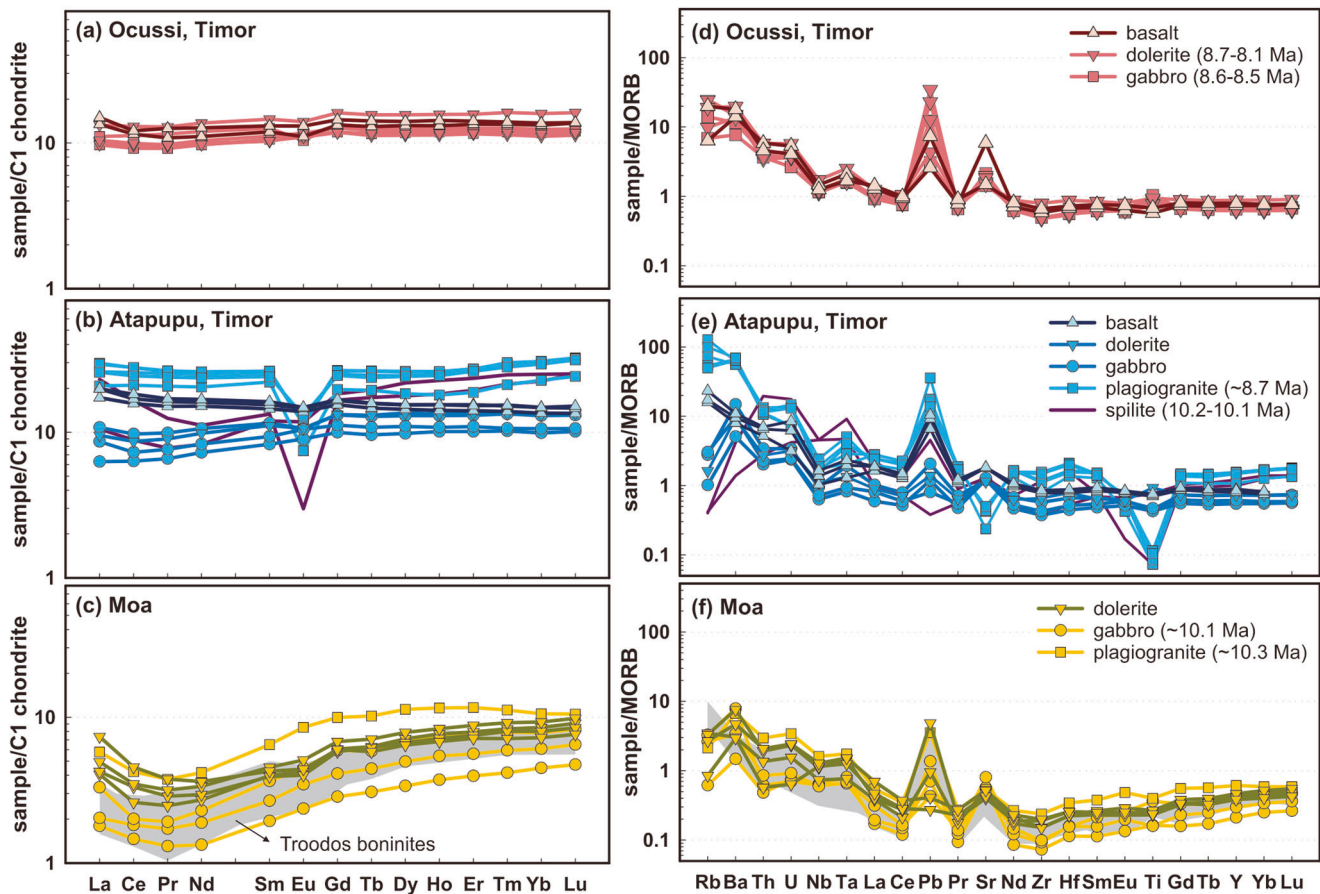 (a) Ocussi, Timor
sample/C1 chondrite
10
1
(b) Atapupu, Timor
sample/C1 chondrite
10
1
(c) Moa
sample/C1 chondrite
10
1
Troodos boninites
La Ce Pr Nd Sm Eu Gd Tb Dy Ho Er Tm Yb Lu
(d) Ocussi, Timor
sample/MORB
100
10
1
0.1
basalt
dolerite (8.7-8.1 Ma)
gabbro (8.6-8.5 Ma)
(e) Atapupu, Timor
sample/MORB
100
10
1
0.1
basalt
dolerite
gabbro
plagiogranite (~8.7 Ma)
spilite (10.2-10.1 Ma)
(f) Moa
sample/MORB
100
10
1
0.1
dolerite
gabbro (~10.1 Ma)
plagiogranite (~10.3 Ma)
Rb Ba Th U Nb Ta La Ce Pb Pr Sr Nd Zr Hf Sm Eu Ti Gd Tb Y Yb Lu